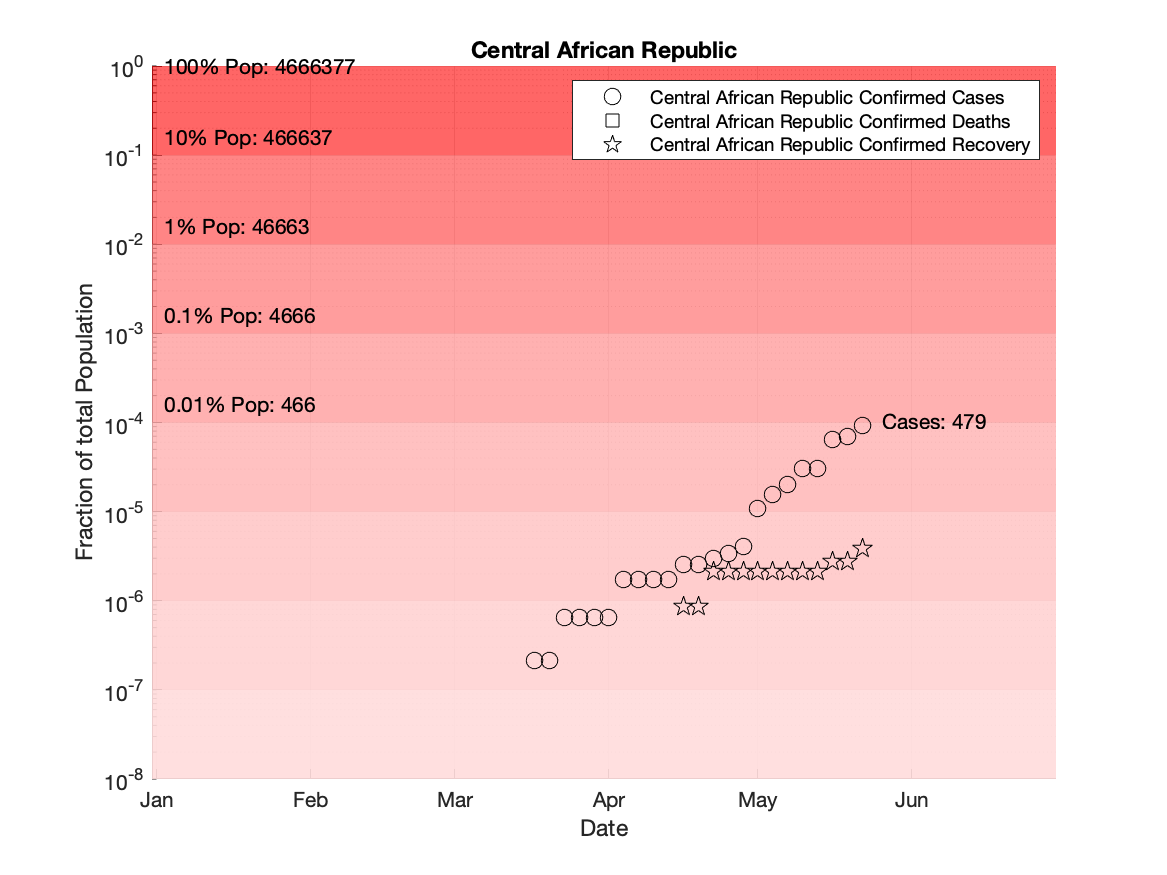 Central African Republic
10^0
100% Pop: 4666377
Central African Republic Confirmed Cases
Central African Republic Confirmed Deaths
Central African Republic Confirmed Recovery
10% Pop: 466637
10^-1
1% Pop: 46663
10^-2
0.1% Pop: 4666
10^-3
0.01% Pop: 466
10^-4
Cases: 479
10^-5
10^-6
10^-7
10^-8
Fraction of total Population
Jan Feb Mar Apr May Jun
Date